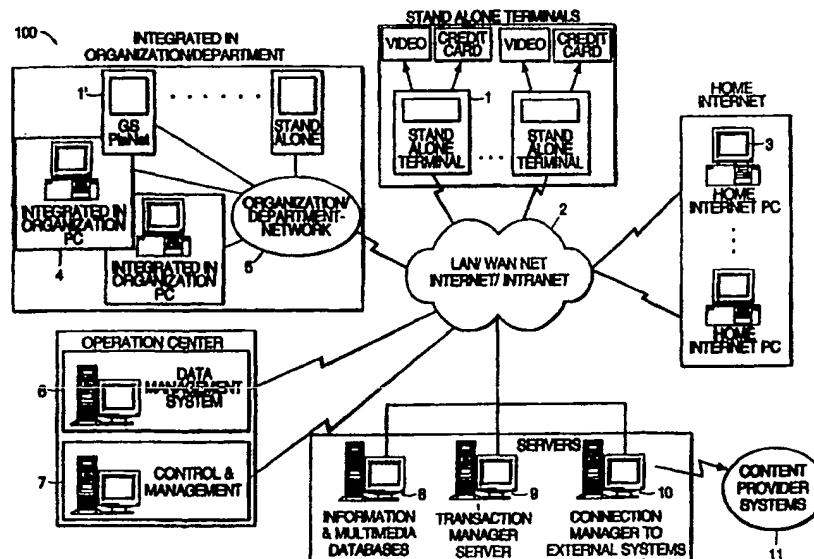 100
INTEGRATED IN
ORGANIZATION/DEPARTMENT
1'
GS
PlaNet
STAND
ALONE
INTEGRATED IN
ORGANIZATION
PC
4
INTEGRATED IN
ORGANIZATION
PC
ORGANIZATION/
DEPARTMENT-
NETWORK
5
STAND ALONE TERMINALS
VIDEO
CREDIT
CARD
VIDEO
CREDIT
CARD
1
STAND
ALONE
TERMINAL
STAND
ALONE
TERMINAL
HOME
INTERNET
3
HOME
INTERNET PC
HOME
INTERNET PC
2
LAN/ WAN NET
INTERNET/ INTRANET
OPERATION CENTER
6
DATA
MANAGEMENT
SYSTEM
7
CONTROL &
MANAGEMENT
SERVERS
8
INFORMATION
& MULTIMEDIA
DATABASES
9
TRANSACTION
MANAGER
SERVER
10
CONNECTION
MANAGER TO
EXTERNAL SYSTEMS
CONTENT
PROVIDER
SYSTEMS
11